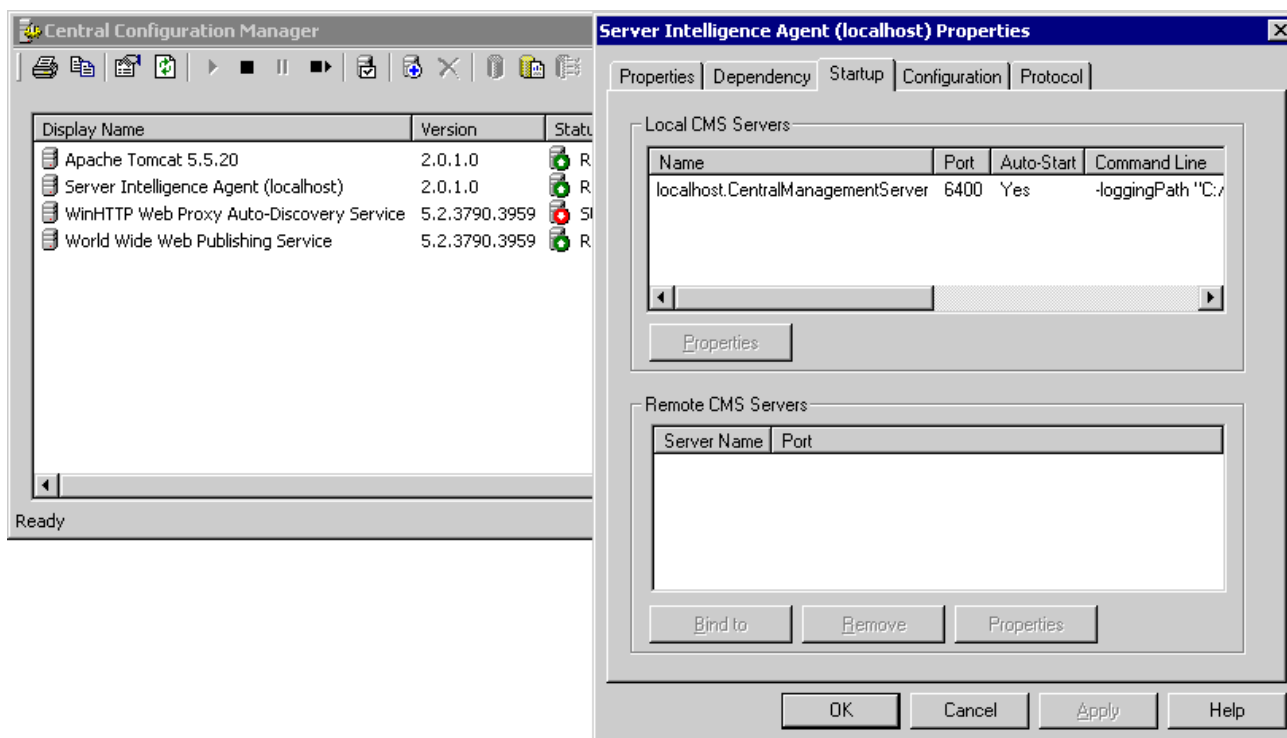 Central Configuration Manager
Display Name Version Statu
Apache Tomcat 5.5.20 2.0.1.0 R
Server Intelligence Agent (localhost) 2.0.1.0 R
WinHTTP Web Proxy Auto-Discovery Service 5.2.3790.3959
World Wide Web Publishing Service 5.2.3790.3959 R
Ready
Server Intelligence Agent (localhost) Properties
Properties Dependency Startup Configuration Protocol
Local CMS Servers
Name Port Auto-Start Command Line
localhost.CentralManagementServer 6400 Yes -loggingPath "C:/
Properties
Remote CMS Servers
Server Name Port
Bind to Remove Properties
OK Cancel Apply Help